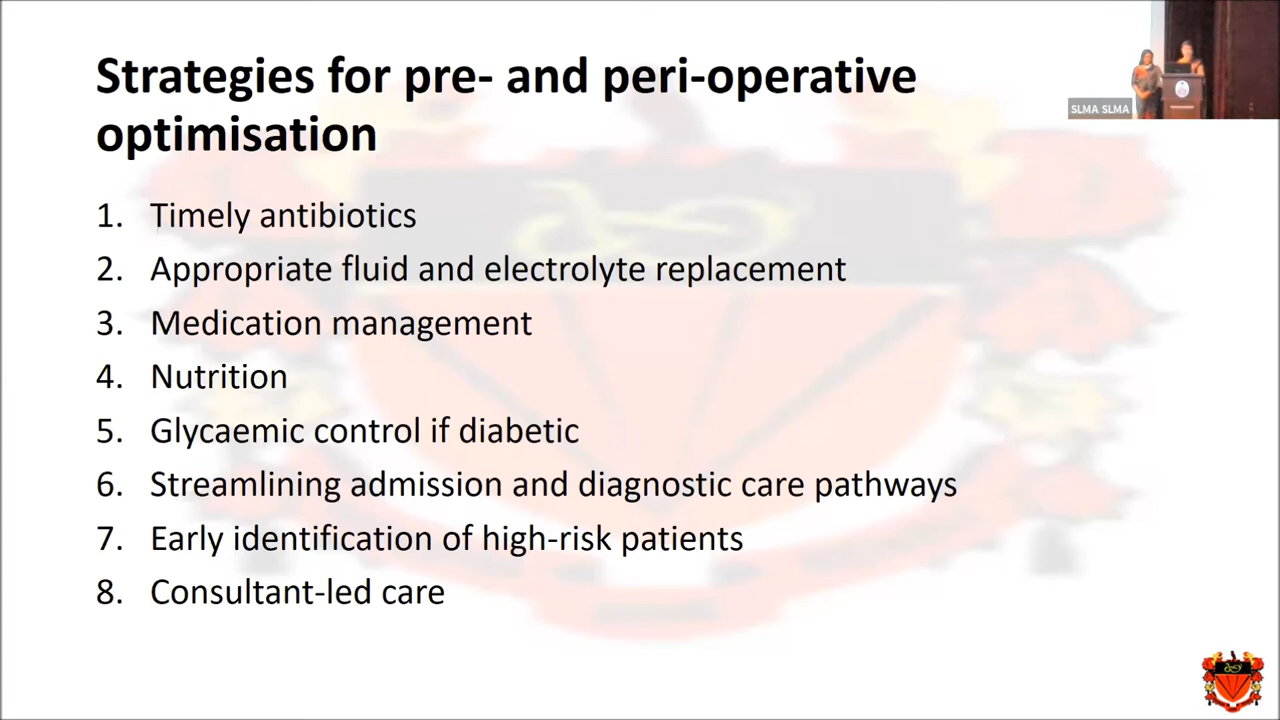 Strategies for pre- and peri-operative
optimisation
SLMA SLMA
1. Timely antibiotics
2. Appropriate fluid and electrolyte replacement
3. Medication management
4. Nutrition
5. Glycaemic control if diabetic
6. Streamlining admission and diagnostic care pathways
7. Early identification of high-risk patients
8. Consultant-led care